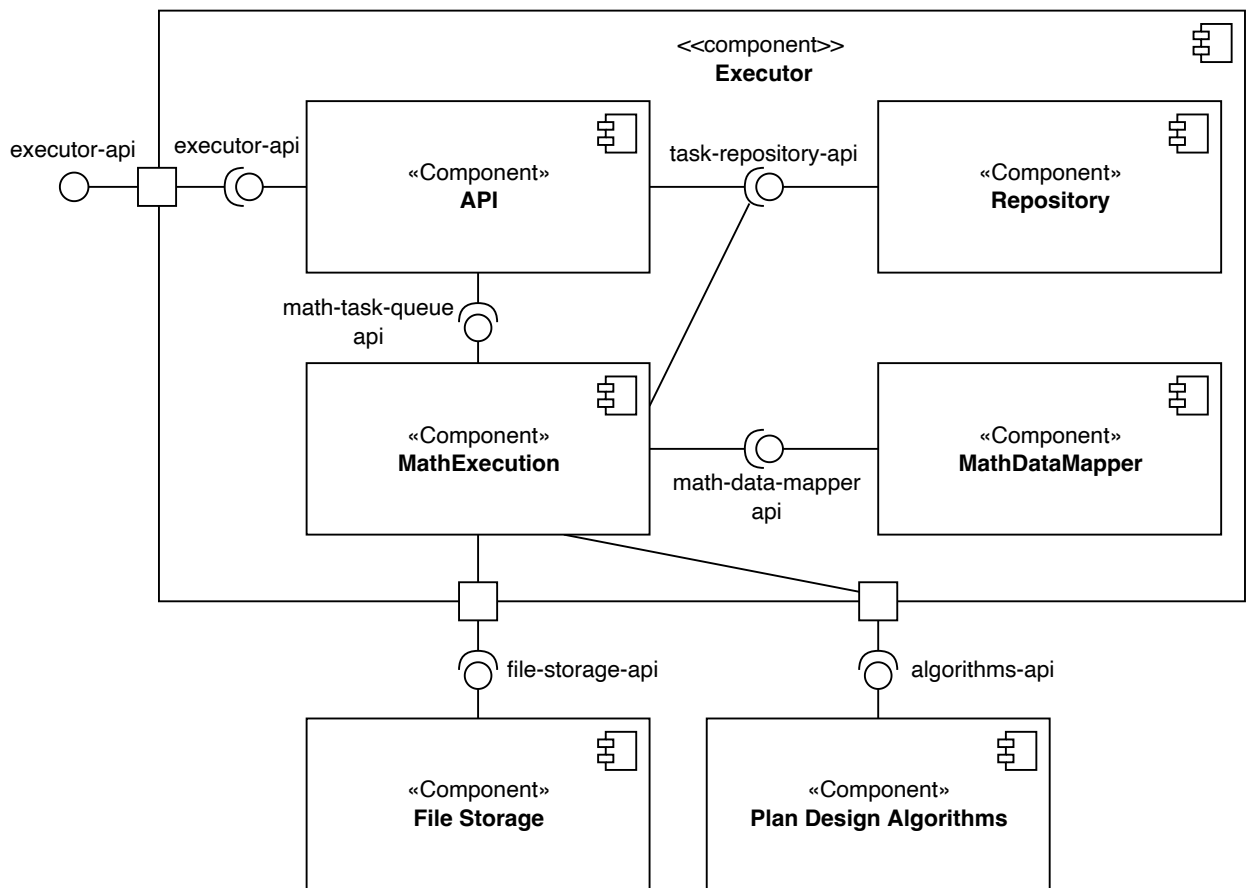 <<component>>
Executor
executor-api
executor-api
«Component»
API
task-repository-api
«Component»
Repository
math-task-queue
api
«Component»
MathExecution
math-data-mapper
api
«Component»
MathDataMapper
file-storage-api
algorithms-api
«Component»
File Storage
«Component»
Plan Design Algorithms